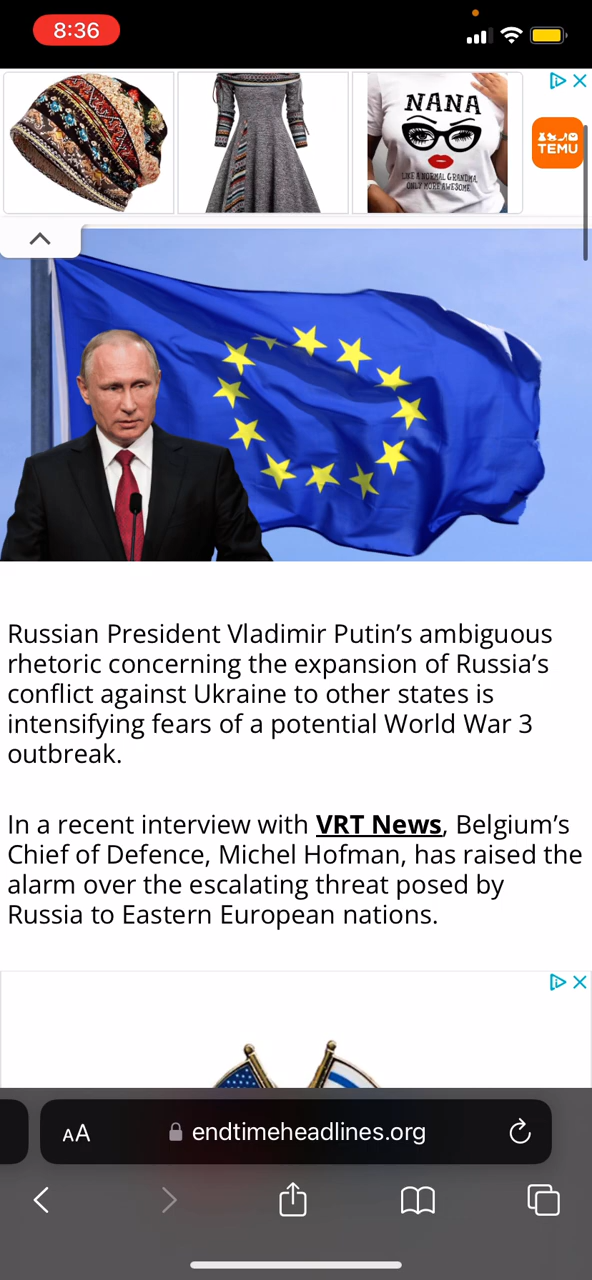 8:36
NANA
LIKE A NORMAL GRANDMA,
ONLY MORE AWESOME
TEMU
Russian President Vladimir Putin’s ambiguous
rhetoric concerning the expansion of Russia’s
conflict against Ukraine to other states is
intensifying fears of a potential World War 3
outbreak.
In a recent interview with VRT News, Belgium’s
Chief of Defence, Michel Hofman, has raised the
alarm over the escalating threat posed by
Russia to Eastern European nations.
AA
endtimeheadlines.org